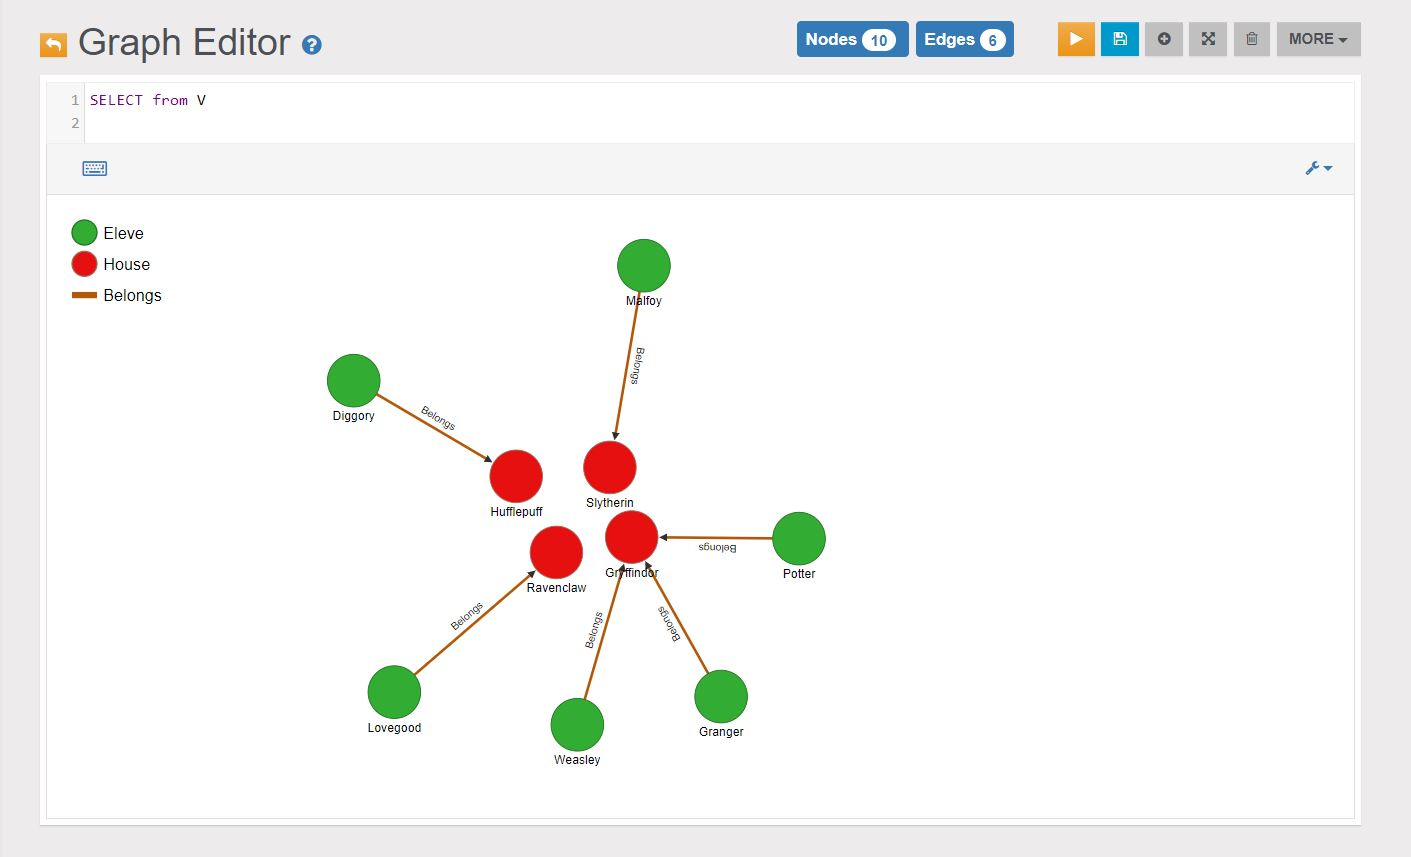 Graph Editor ?
Nodes 10 Edges 6 MORE
1 SELECT from V
2
Eleve
House
Belongs
Malfoy
Belongs
Diggory
Belongs
Hufflepuff
Slytherin
Gryffindor
Belongs
Potter
Ravenclaw
Belongs
Belongs
Belongs
Lovegood
Weasley
Granger